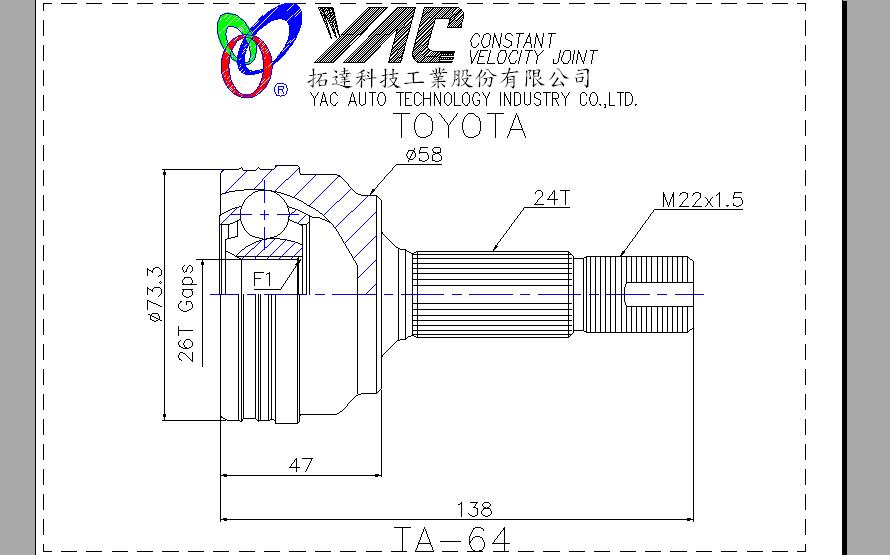 YAC CONSTANT
VELOCITY JOINT
拓達科技工業股份有限公司
® YAC AUTO TECHNOLOGY INDUSTRY CO.,LTD.
TOYOTA
ø58
24T
M22x1.5
F1
ø73.3
26T Gaps
47
138
TA-64